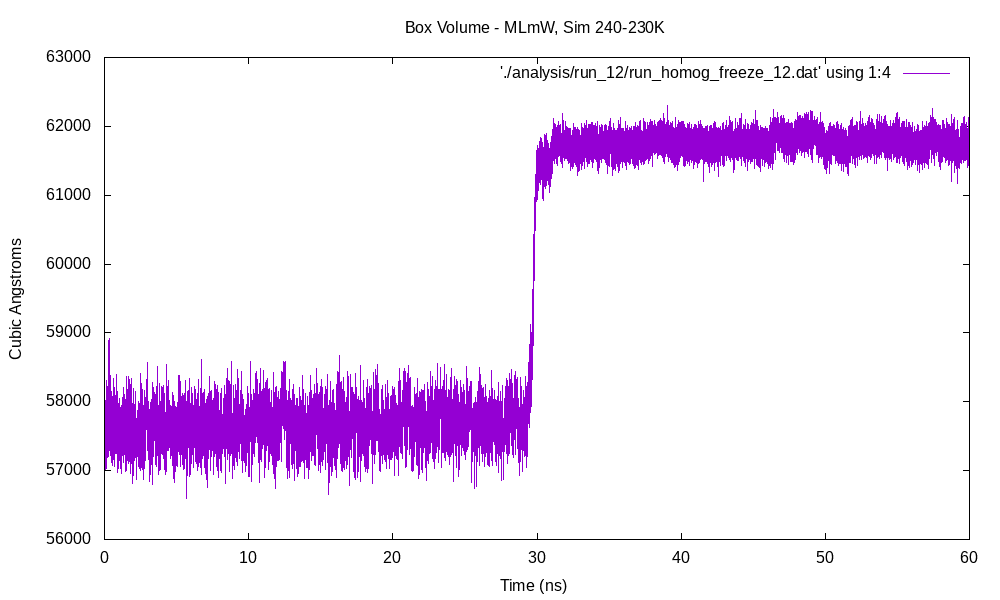 Box Volume - MLmW, Sim 240-230K
'./analysis/run_12/run_homog_freeze_12.dat' using 1:4
63000
62000
61000
60000
59000
58000
57000
56000
Cubic Angstroms
0 10 20 30 40 50 60
Time (ns)